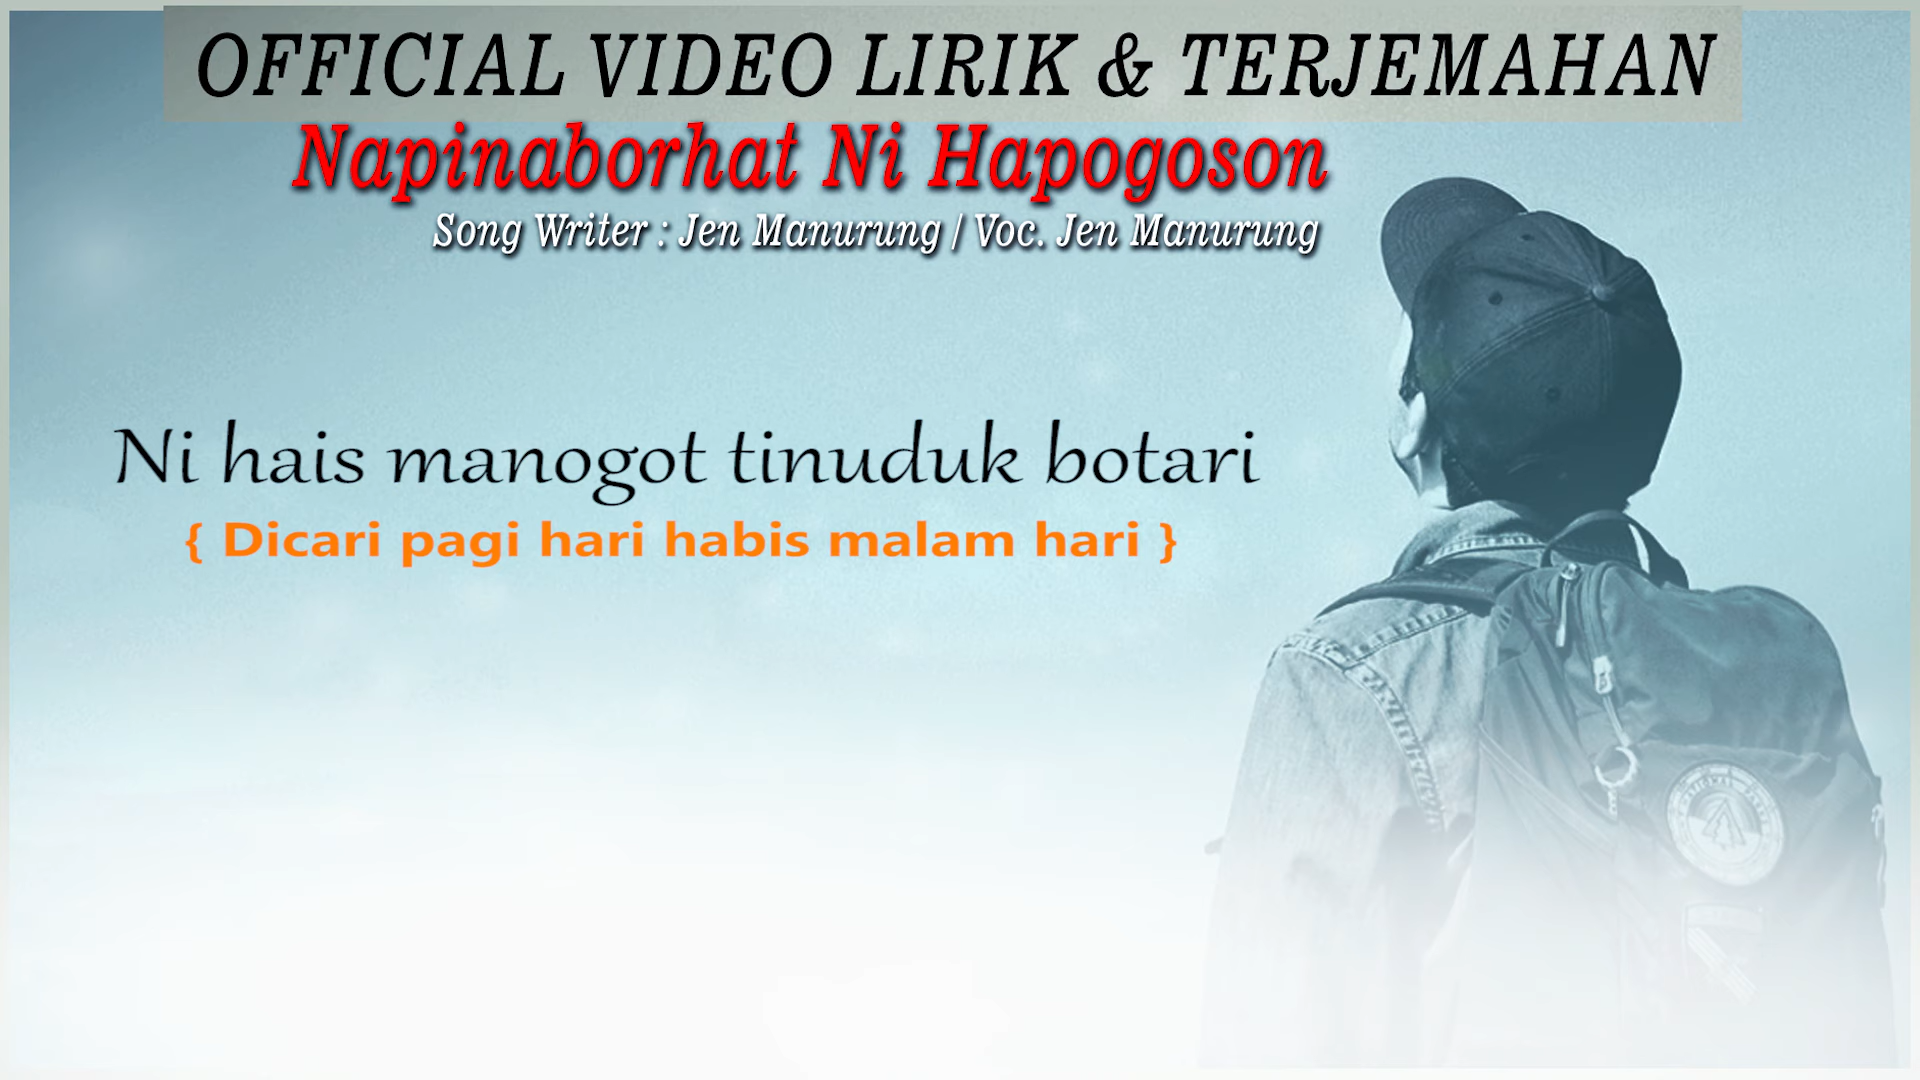 OFFICIAL VIDEO LIRIK & TERJEMAHAN
Napinaborhat Ni Hapogoson
Song Writer : Jen Manurung / Voc. Jen Manurung
Ni hais manogot tinuduk botari
{ Dicari pagi hari habis malam hari }